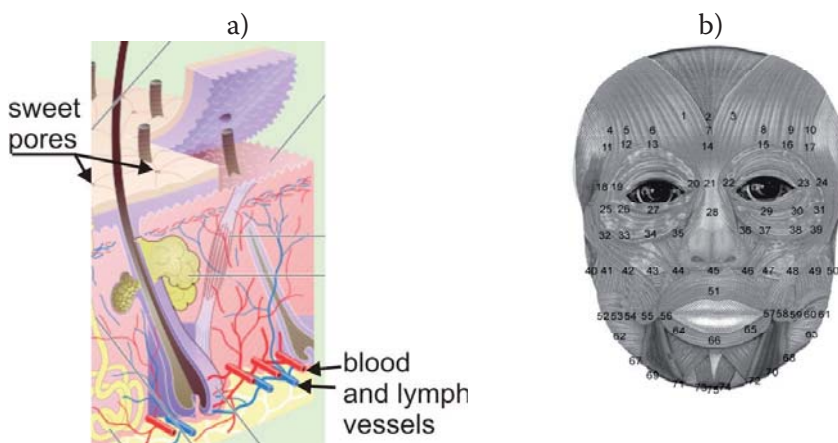 a)
b)
sweet
pores
blood
and lymph
vessels
1 2 3
4 5 6 7 8 9 10
11 12 13 14 15 16 17
18 19 20 21 22 23 24
25 26 27 28 29 30 31
32 33 34 35 36 37 38 39
40 41 42 43 44 45 46 47 48 49 50
51
52 53 54 55 56 57 58 59 60 61
62 63
64 65
66
67 68
69 70
71 72
73 74
75